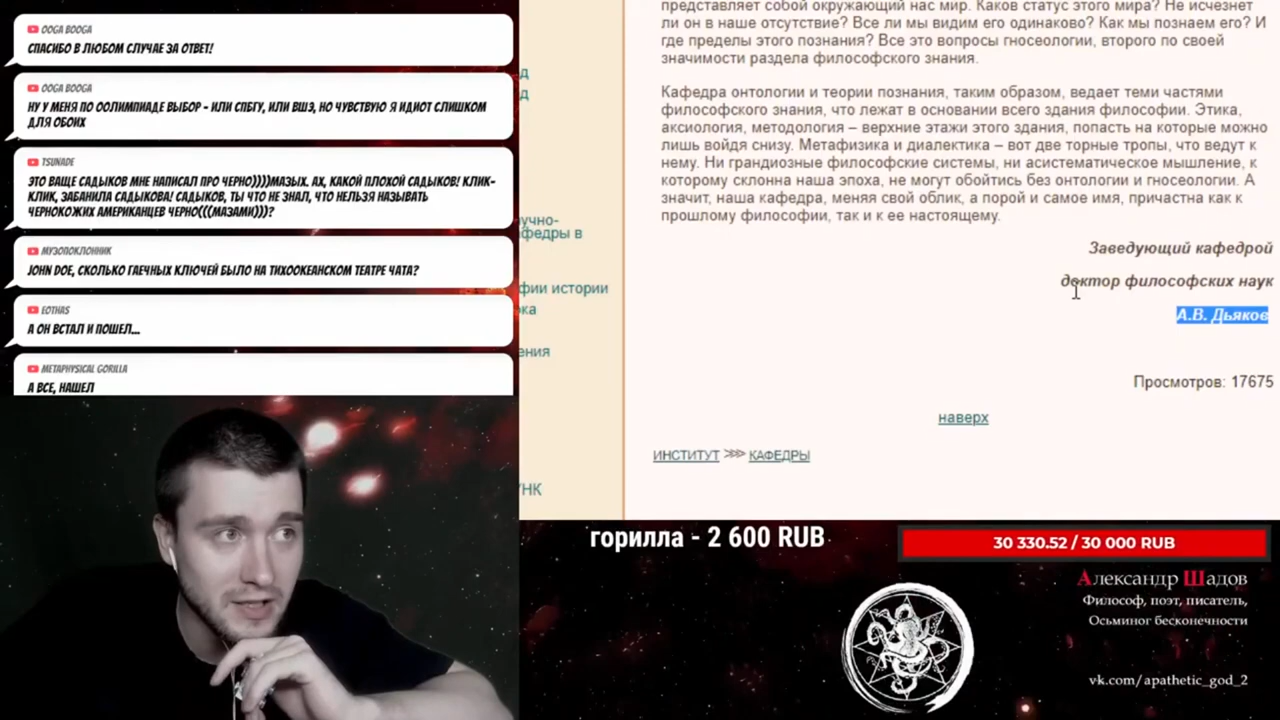 OOGA BOOGA
СПАСИБО В ЛЮБОМ СЛУЧАЕ ЗА ОТВЕТ!
OOGA BOOGA
НУ У МЕНЯ ПО ООЛИМПИАДЕ ВЫБОР - ИЛИ СПБГУ, ИЛИ ВШЭ, НО ЧУВСТВУЮ Я ИДИОТ СЛИШКОМ
ДЛЯ ОБОИХ
TSUNADE
ЭТО ВАЩЕ САДЫКОВ МНЕ НАПИСАЛ ПРО ЧЕРНО))))МАЗЫХ. АХ, КАКОЙ ПЛОХОЙ САДЫКОВ! КЛИК-
КЛИК, ЗАБАНИЛА САДЫКОВА! САДЫКОВ, ТЫ ЧТО НЕ ЗНАЛ, ЧТО НЕЛЬЗЯ НАЗЫВАТЬ
ЧЕРНОКОЖИХ АМЕРИКАНЦЕВ ЧЕРНО(((МАЗАМИ)))?
МУЗОПОКЛОННИК
JOHN DOE, СКОЛЬКО ГАЕЧНЫХ КЛЮЧЕЙ БЫЛО НА ТИХООКЕАНСКОМ ТЕАТРЕ ЧАТА?
EOTHAS
А ОН ВСТАЛ И ПОШЕЛ...
METAPHYSICAL GORILLA
А ВСЕ, НАШЕЛ
д
д
учно-
афедры в
фии истории
ока
ения
УНК
представляет собой окружающий нас мир. Каков статус этого мира? Не исчезнет
ли он в наше отсутствие? Все ли мы видим его одинаково? Как мы познаем его? И
где пределы этого познания? Все это вопросы гносеологии, второго по своей
значимости раздела философского знания.
Кафедра онтологии и теории познания, таким образом, ведает теми частями
философского знания, что лежат в основании всего здания философии. Этика,
аксиология, методология – верхние этажи этого здания, попасть на которые можно
лишь войдя снизу. Метафизика и диалектика – вот две торные тропы, что ведут к
нему. Ни грандиозные философские системы, ни асистематическое мышление, к
которому склонна наша эпоха, не могут обойтись без онтологии и гносеологии. А
значит, наша кафедра, меняя свой облик, а порой и самое имя, причастна как к
прошлому философии, так и к ее настоящему.
Заведующий кафедрой
доктор философских наук
А.В. Дьяков
Просмотров: 17675
наверх
ИНСТИТУТ >>> КАФЕДРЫ
горилла - 2 600 RUB
30 330.52 / 30 000 RUB
Александр Шадов
Философ, поэт, писатель,
Осьминог бесконечности
vk.com/apathetic_god_2